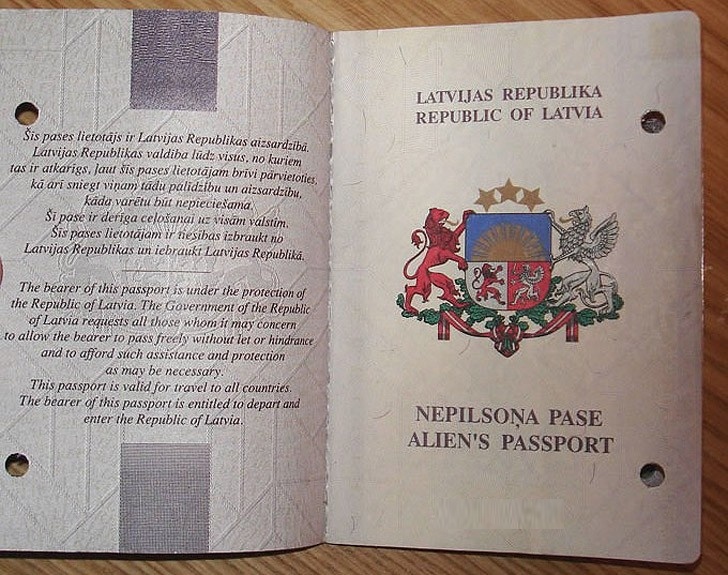 Šīs pases lietotājs ir Latvijas Republikas aizsardzībā.
Latvijas Republikas valdība lūdz visus, no kuriem
tas ir atkarīgs, ļaut šīs pases lietotājam brīvi pārvietoties,
kā arī sniegt viņam tādu palīdzību un aizsardzību,
kāda varētu būt nepieciešama.
Šī pase ir derīga ceļošanai uz visām valstīm.
Šīs pases lietotājam ir tiesības izbraukt no
Latvijas Republikas un iebraukt Latvijas Republikā.
The bearer of this passport is under the protection of
the Republic of Latvia. The Government of the Republic
of Latvia requests all those whom it may concern
to allow the bearer to pass freely without let or hindrance
and to afford such assistance and protection
as may be necessary.
This passport is valid for travel to all countries.
The bearer of this passport is entitled to depart and
enter the Republic of Latvia.
LATVIJAS REPUBLIKA
REPUBLIC OF LATVIA
NEPILSOŅA PASE
ALIEN'S PASSPORT